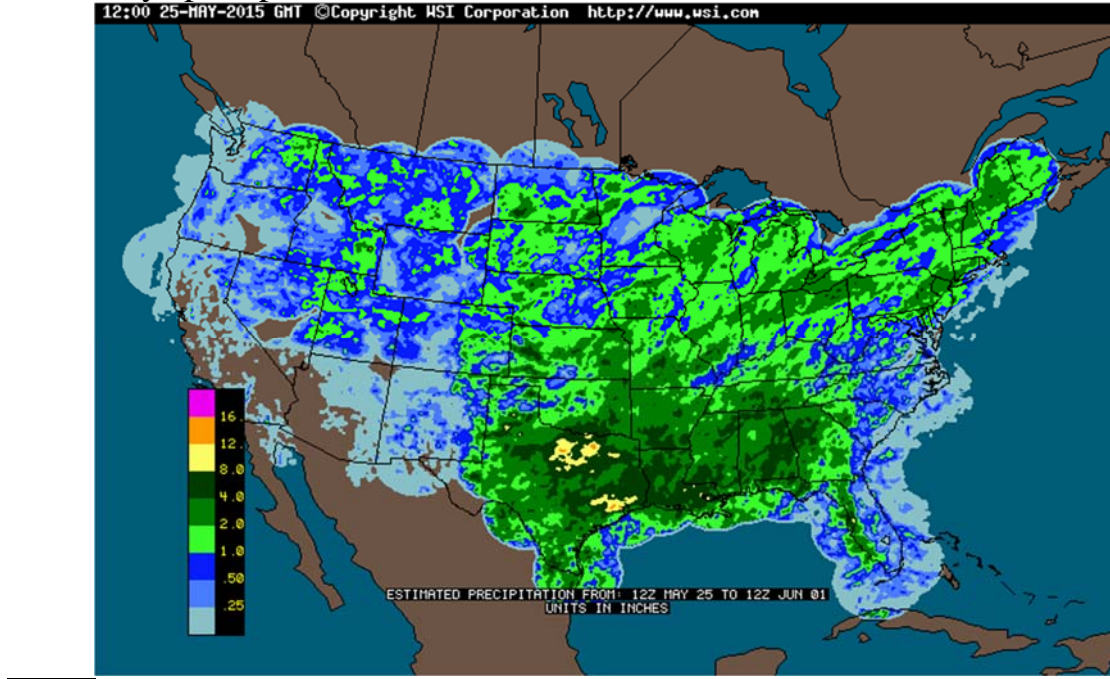 12:00 25-MAY-2015 GMT ©Copyright WSI Corporation http://www.wsi.com
16.
12.
8.0
4.0
2.0
1.0
.50
.25
ESTIMATED PRECIPITATION FROM: 12Z MAY 25 TO 12Z JUN 01
UNITS IN INCHES